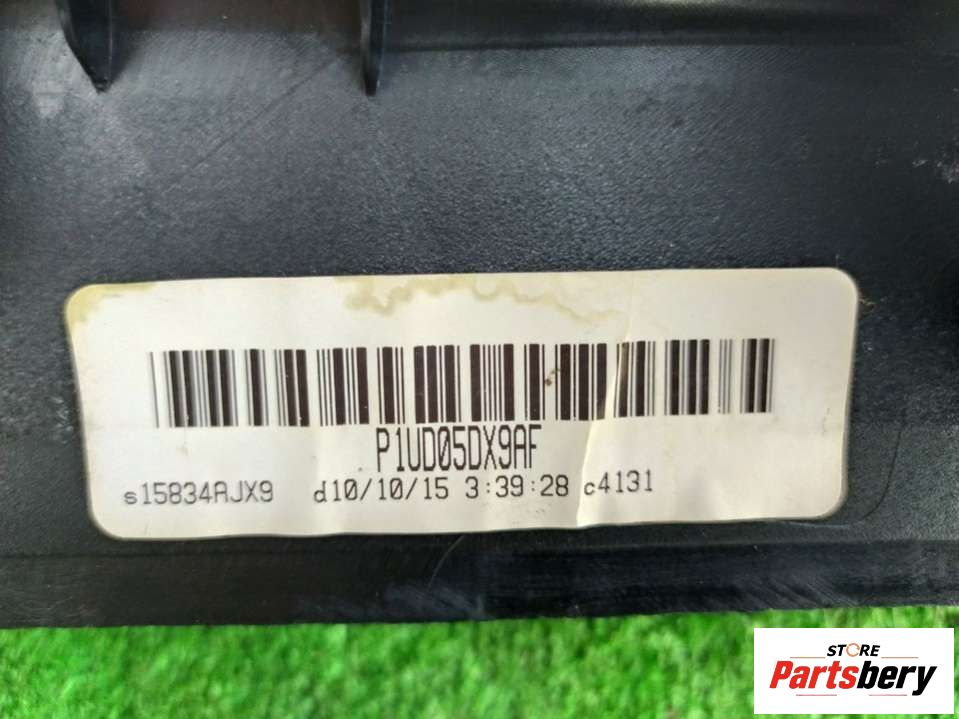 P1UD05DX9AF
s15834AJX9 d10/10/15 3:39:28 c4131
STORE
Partsbery